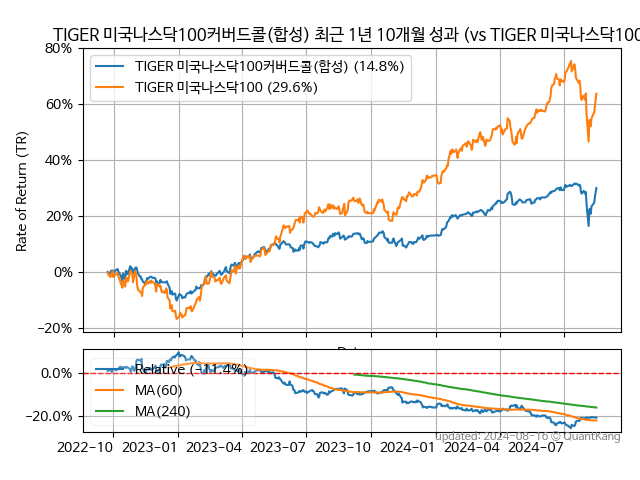 TIGER 미국나스닥100커버드콜(합성) 최근 1년 10개월 성과 (vs TIGER 미국나스닥100
80%
60%
40%
20%
0%
−20%
Rate of Return (TR)
TIGER 미국나스닥100커버드콜(합성) (14.8%)
TIGER 미국나스닥100 (29.6%)
0.0%
−20.0%
Relative (−11.4%)
MA(60)
MA(240)
2022−10 2023−01 2023−04 2023−07 2023−10 2024−01 2024−04 2024−07
updated: 2024−08−16 © QuantKang